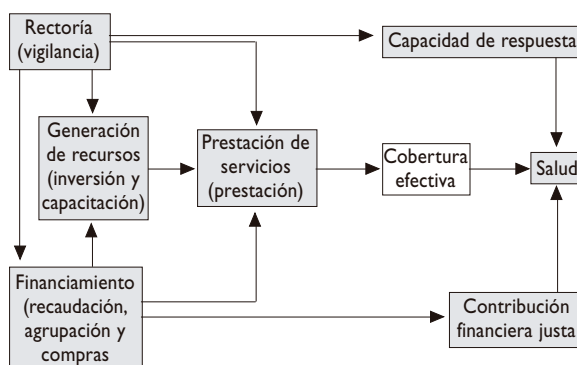 Rectoría
(vigilancia)
Capacidad de respuesta
Generación
de recursos
(inversión y
capacitación)
Prestación de
servicios
(prestación)
Cobertura
efectiva
Salud
Financiamiento
(recaudación,
agrupación y
compras
Contribución
financiera justa